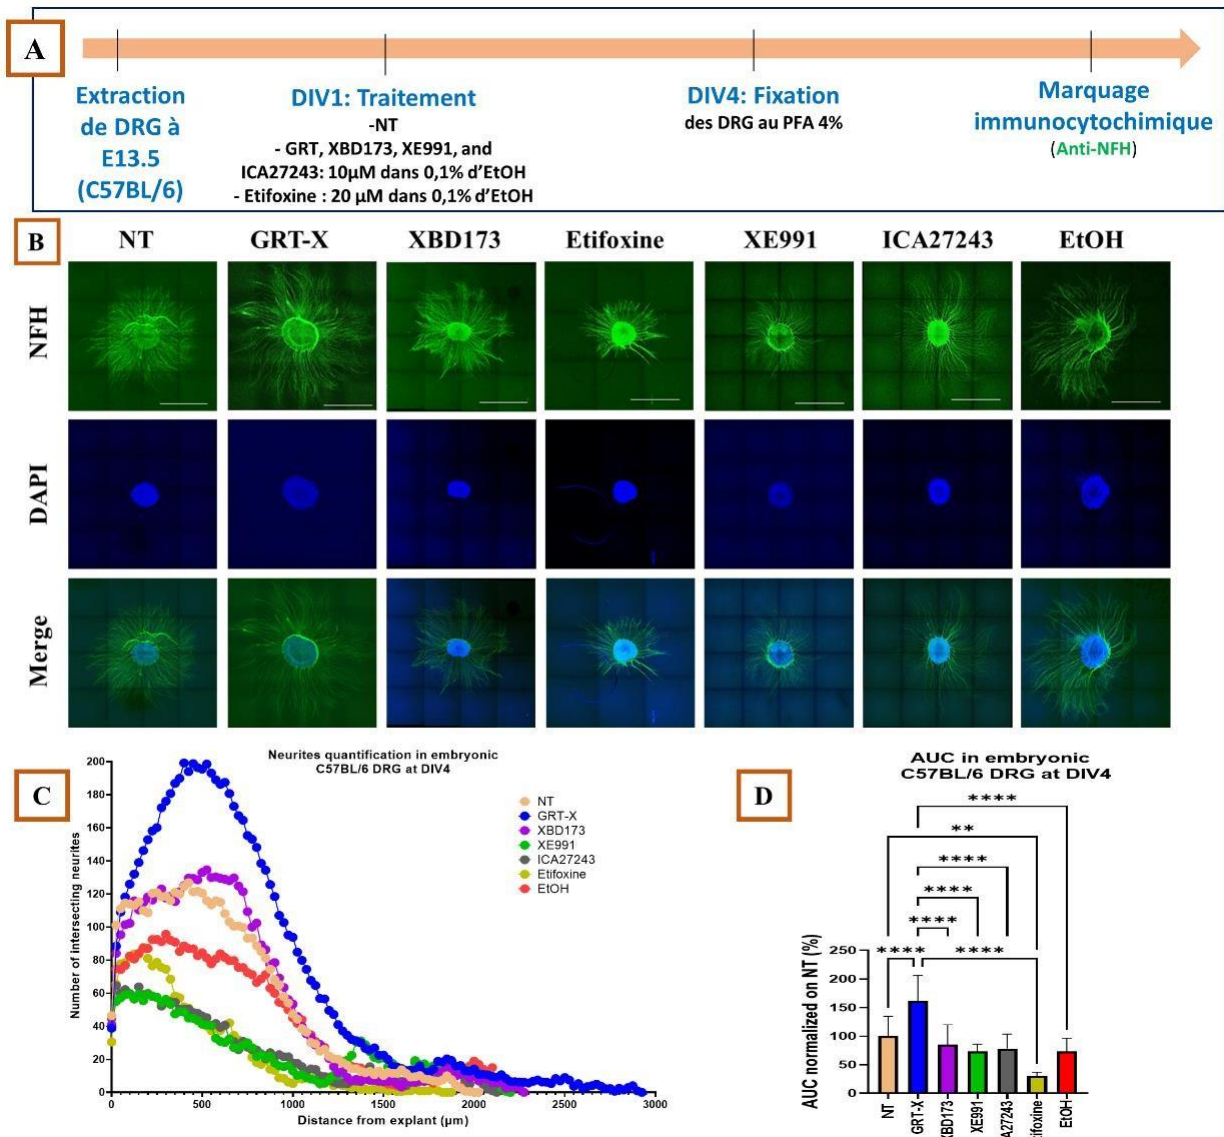 A
Extraction
de DRG à
E13.5
(C57BL/6)
DIV1: Traitement
-NT
- GRT, XBD173, XE991, and
ICA27243: 10µM dans 0,1% d'EtOH
- Etifoxine : 20 µM dans 0,1% d'EtOH
DIV4: Fixation
des DRG au PFA 4%
Marquage
immunocytochimique
(Anti-NFH)
B
NT GRT-X XBD173 Etifoxine XE991 ICA27243 EtOH
NFH
DAPI
Merge
C
Neurites quantification in embryonic
C57BL/6 DRG at DIV4
Number of intersecting neurites
200
180
160
140
120
100
80
60
40
20
0
0 500 1000 1500 2000 2500 3000
Distance from explant (µm)
NT
GRT-X
XBD173
XE991
ICA27243
Etifoxine
EtOH
D
AUC in embryonic
C57BL/6 DRG at DIV4
****
**
****
****
****
**** ****
AUC normalized on NT (%)
250
200
150
100
50
0
NT
GRT-X
XBD173
XE991
ICA27243
Etifoxine
EtOH